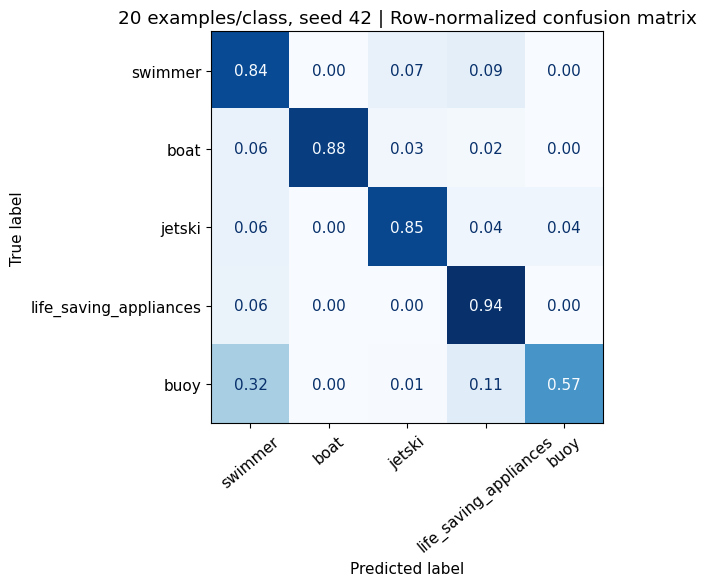 20 examples/class, seed 42 | Row-normalized confusion matrix
True label
swimmer 0.84 0.00 0.07 0.09 0.00
boat 0.06 0.88 0.03 0.02 0.00
jetski 0.06 0.00 0.85 0.04 0.04
life_saving_appliances 0.06 0.00 0.00 0.94 0.00
buoy 0.32 0.00 0.01 0.11 0.57
swimmer boat jetski life_saving_appliances buoy
Predicted label